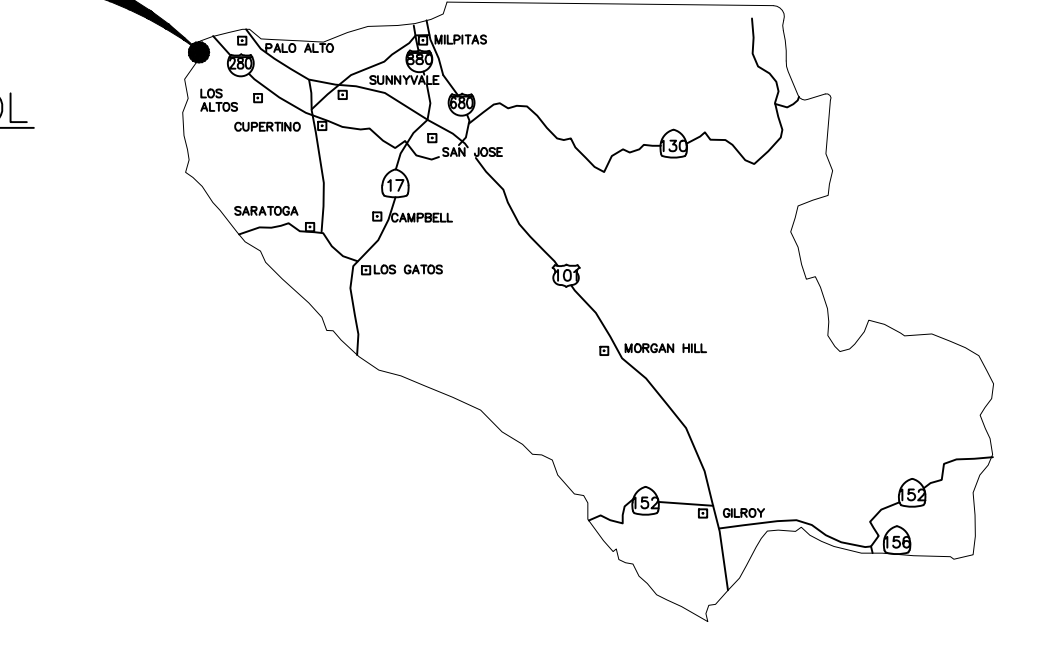 OL
PALO ALTO
MILPITAS
280
880
SUNNYVALE
LOS
ALTOS
680
CUPERTINO
130
SAN JOSE
17
SARATOGA
CAMPBELL
LOS GATOS
101
MORGAN HILL
152
152
GILROY
156